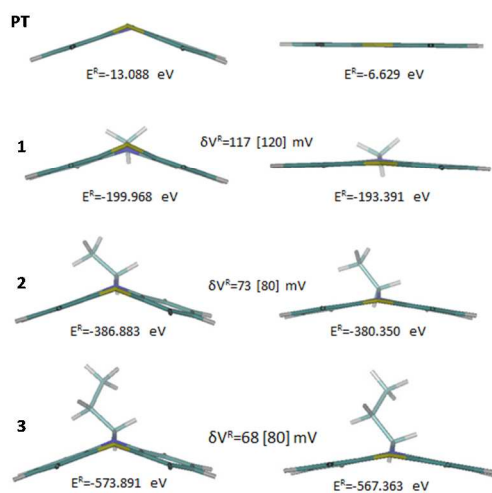 PT
E^R=-13.088 eV
E^R=-6.629 eV
1
δV^R=117 [120] mV
E^R=-199.968 eV
E^R=-193.391 eV
2
δV^R=73 [80] mV
E^R=-386.883 eV
E^R=-380.350 eV
3
δV^R=68 [80] mV
E^R=-573.891 eV
E^R=-567.363 eV